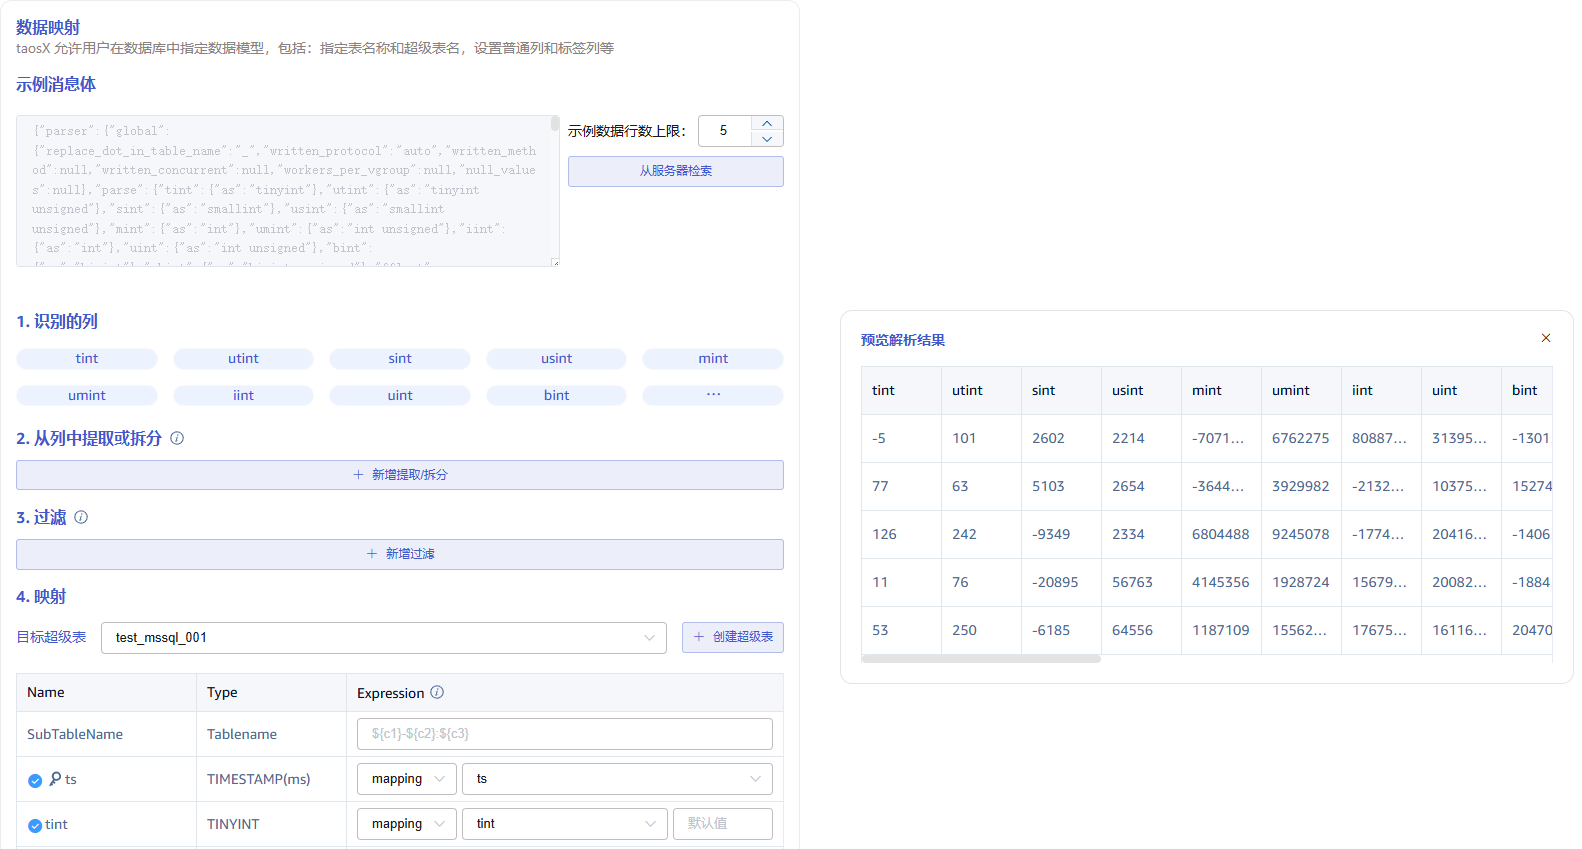 数据映射
taosX 允许用户在数据库中指定数据模型，包括：指定表名称和超级表名，设置普通列和标签列等
示例消息体
{"parser":{"global":
{"replace_dot_in_table_name":"_","written_protocol":"auto","written_meth
od":null,"written_concurrent":null,"workers_per_vgroup":null,"null_value
s":null},"parse":{"tint":{"as":"tinyint"},"utint":{"as":"tinyint
unsigned"},"sint":{"as":"smallint"},"usint":{"as":"smallint
unsigned"},"mint":{"as":"int"},"umint":{"as":"int unsigned"},"iint":
{"as":"int"},"uint":{"as":"int unsigned"},"bint":
示例数据行数上限： 5
从服务器检索
1. 识别的列
tint utint sint usint mint
umint iint uint bint ...
2. 从列中提取或拆分
+ 新增提取/拆分
3. 过滤
+ 新增过滤
4. 映射
目标超级表 test_mssql_001 + 创建超级表
Name Type Expression
SubTableName Tablename ${c1}-${c2}:${c3}
ts TIMESTAMP(ms) mapping ts
tint TINYINT mapping tint 默认值
预览解析结果
tint utint sint usint mint umint iint uint bint
-5 101 2602 2214 -7071... 6762275 80887... 31395... -1301
77 63 5103 2654 -3644... 3929982 -2132... 10375... 15274
126 242 -9349 2334 6804488 9245078 -1774... 20416... -1406
11 76 -20895 56763 4145356 1928724 15679... 20082... -1884
53 250 -6185 64556 1187109 15562... 17675... 16116... 20470